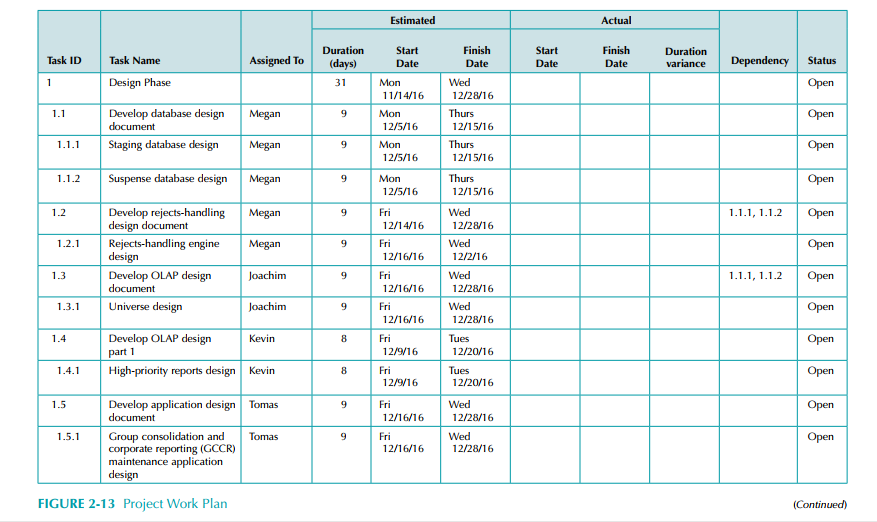 Estimated Actual
Task ID Task Name Assigned To Duration (days) Start Date Finish Date Start Date Finish Date Duration variance Dependency Status
1 Design Phase 31 Mon 11/14/16 Wed 12/28/16 Open
1.1 Develop database design document Megan 9 Mon 12/5/16 Thurs 12/15/16 Open
1.1.1 Staging database design Megan 9 Mon 12/5/16 Thurs 12/15/16 Open
1.1.2 Suspense database design Megan 9 Mon 12/5/16 Thurs 12/15/16 Open
1.2 Develop rejects-handling design document Megan 9 Fri 12/14/16 Wed 12/28/16 1.1.1, 1.1.2 Open
1.2.1 Rejects-handling engine design Megan 9 Fri 12/16/16 Wed 12/2/16 Open
1.3 Develop OLAP design document Joachim 9 Fri 12/16/16 Wed 12/28/16 1.1.1, 1.1.2 Open
1.3.1 Universe design Joachim 9 Fri 12/16/16 Wed 12/28/16 Open
1.4 Develop OLAP design part 1 Kevin 8 Fri 12/9/16 Tues 12/20/16 Open
1.4.1 High-priority reports design Kevin 8 Fri 12/9/16 Tues 12/20/16 Open
1.5 Develop application design document Tomas 9 Fri 12/16/16 Wed 12/28/16 Open
1.5.1 Group consolidation and corporate reporting (GCCR) maintenance application design Tomas 9 Fri 12/16/16 Wed 12/28/16 Open
FIGURE 2-13 Project Work Plan (Continued)